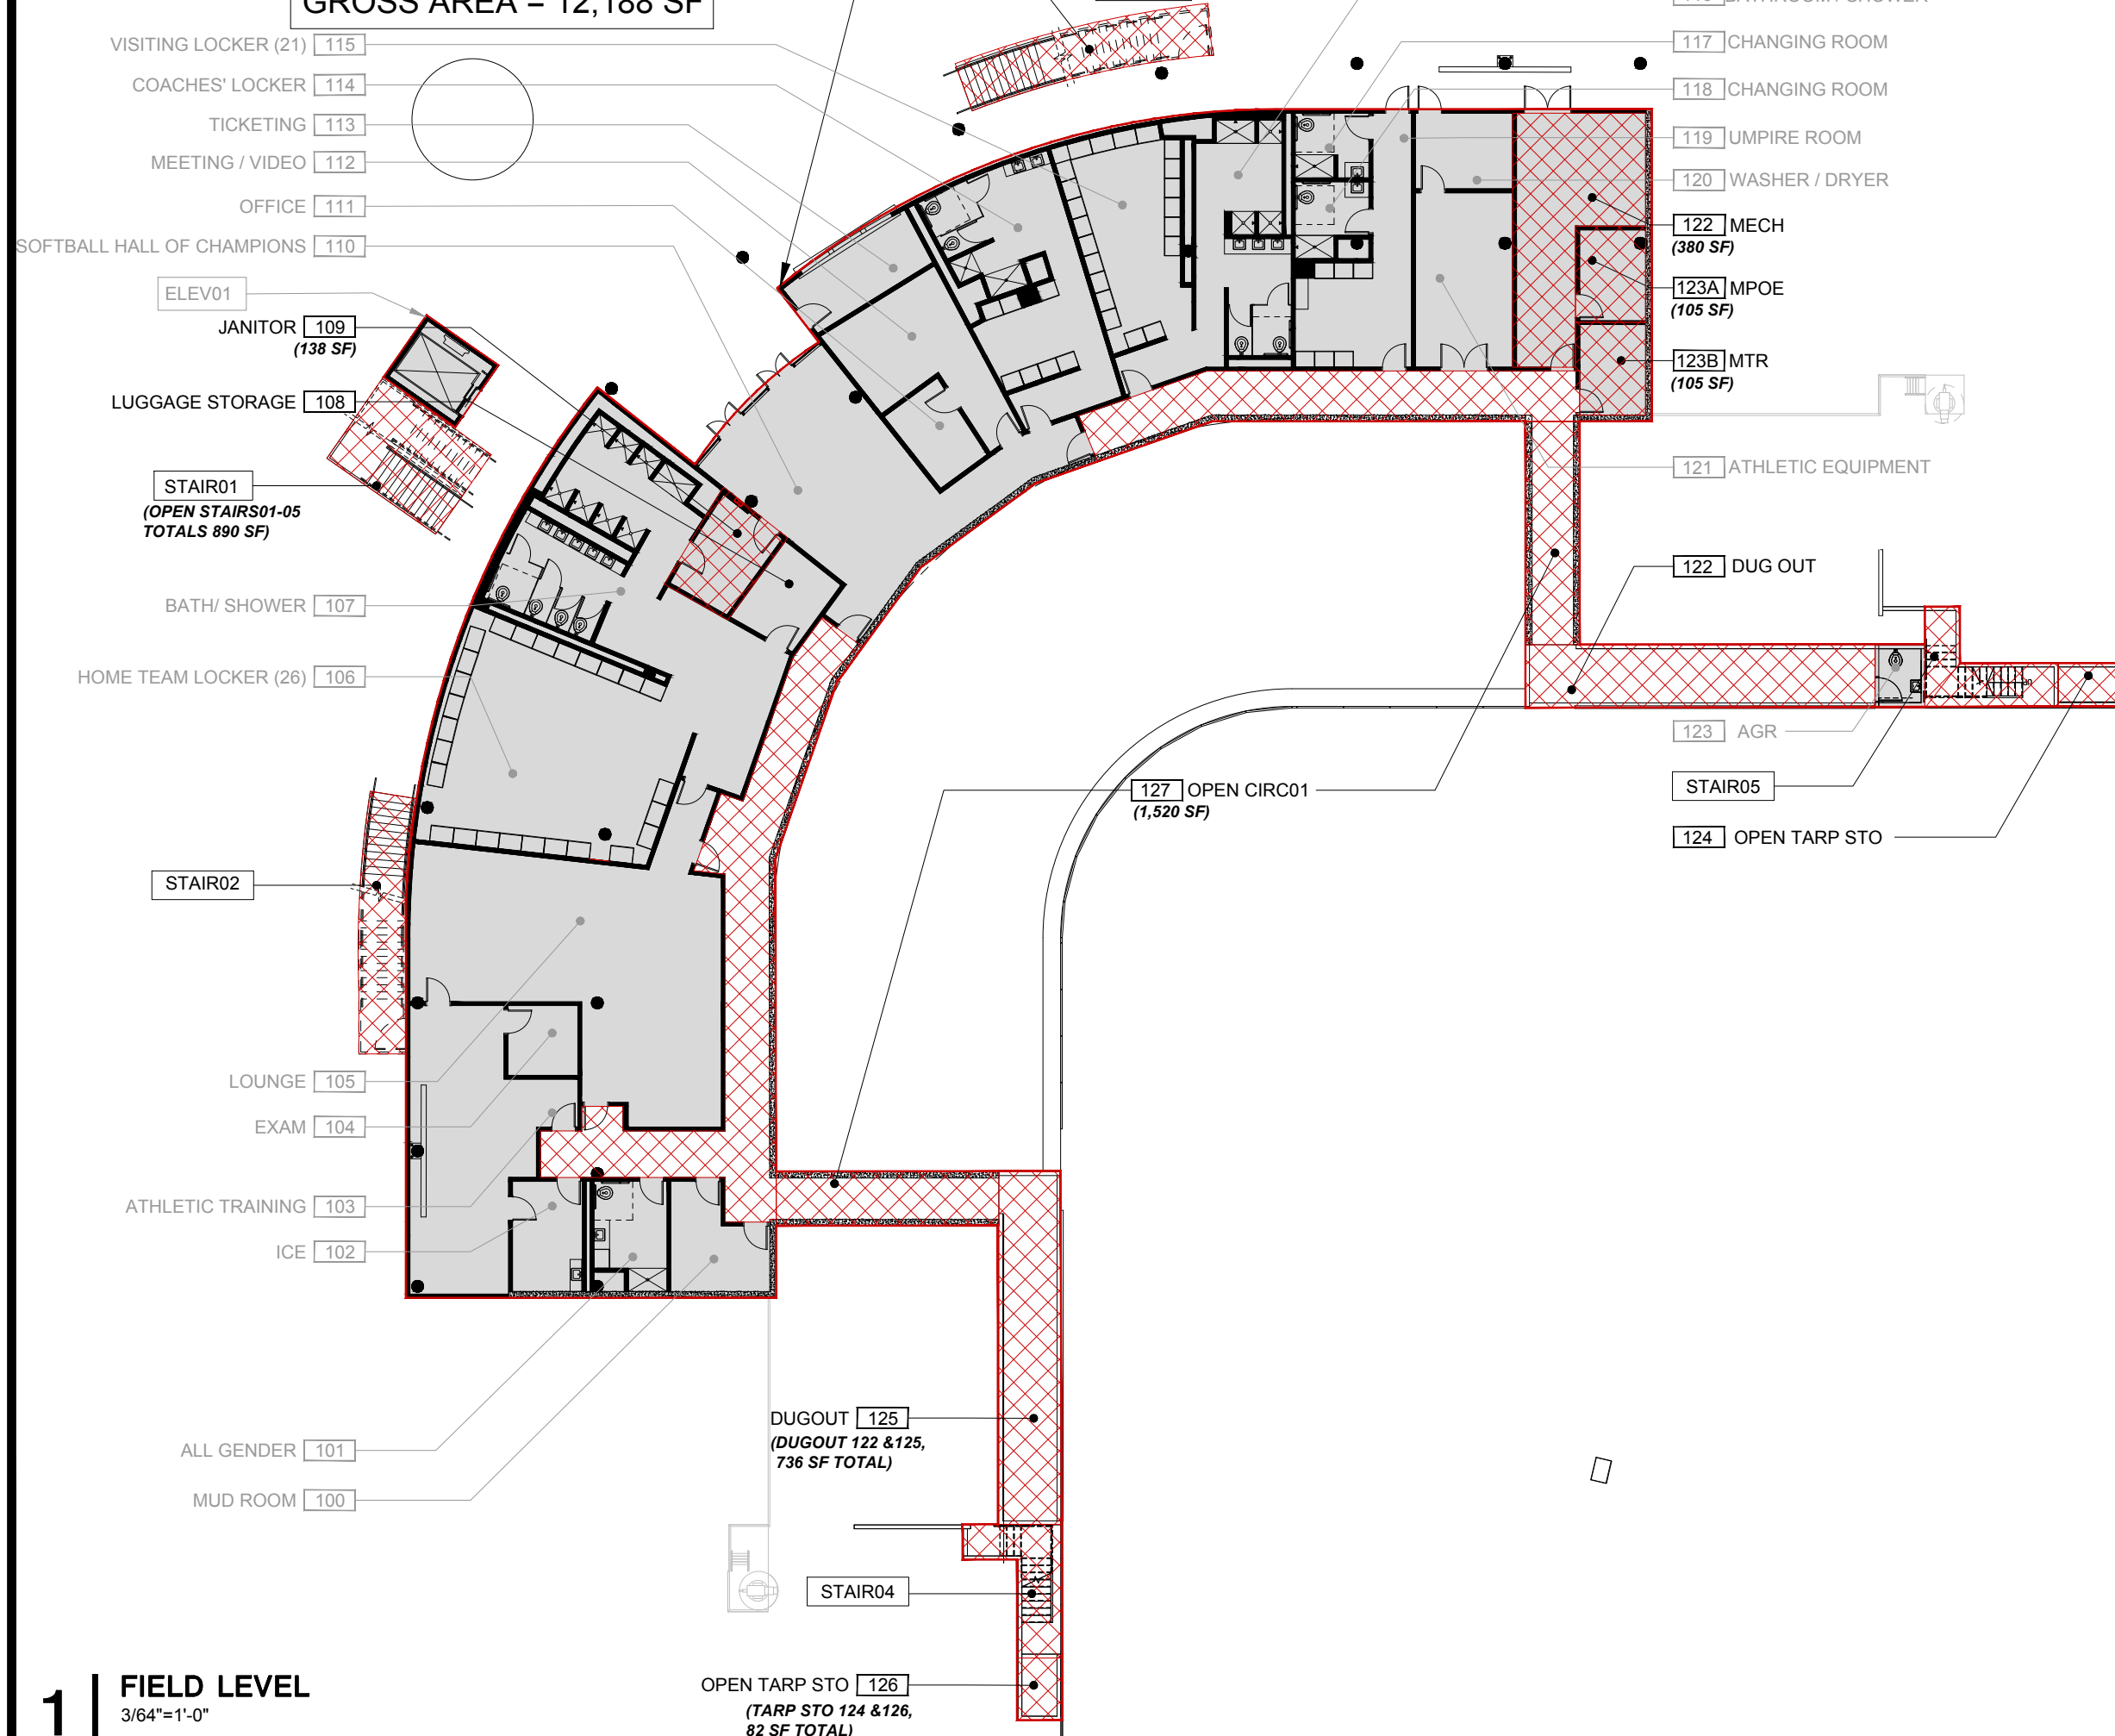 GROSS AREA = 12,188 SF
VISITING LOCKER (21) 115
COACHES' LOCKER 114
TICKETING 113
MEETING / VIDEO 112
OFFICE 111
SOFTBALL HALL OF CHAMPIONS 110
ELEV01
JANITOR 109
(138 SF)
LUGGAGE STORAGE 108
STAIR01
(OPEN STAIRS01-05
TOTALS 890 SF)
BATH/ SHOWER 107
HOME TEAM LOCKER (26) 106
STAIR02
LOUNGE 105
EXAM 104
ATHLETIC TRAINING 103
ICE 102
ALL GENDER 101
MUD ROOM 100
117 CHANGING ROOM
118 CHANGING ROOM
119 UMPIRE ROOM
120 WASHER / DRYER
122 MECH
(380 SF)
123A MPOE
(105 SF)
123B MTR
(105 SF)
121 ATHLETIC EQUIPMENT
122 DUG OUT
123 AGR
STAIR05
124 OPEN TARP STO
127 OPEN CIRC01
(1,520 SF)
DUGOUT 125
(DUGOUT 122 &125,
736 SF TOTAL)
STAIR04
OPEN TARP STO 126
(TARP STO 124 &126,
82 SF TOTAL)
1 FIELD LEVEL
3/64"=1'-0"